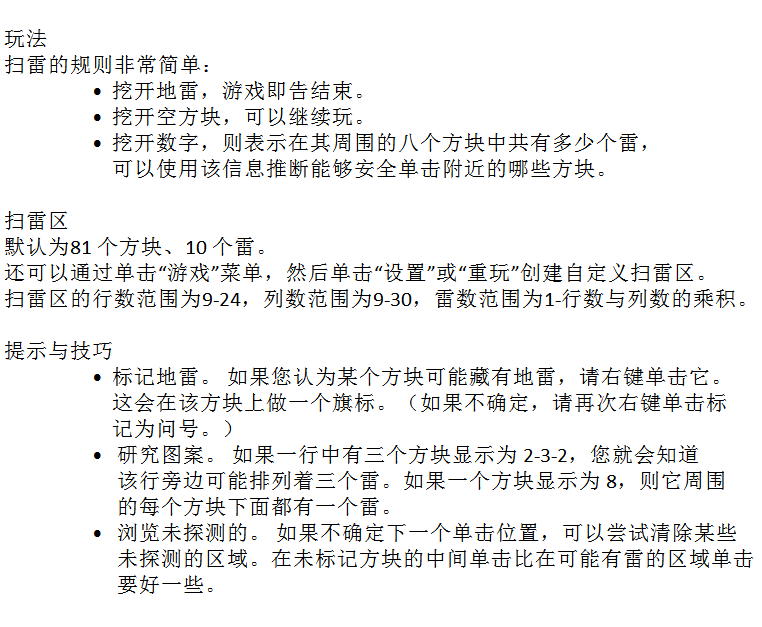 玩法
扫雷的规则非常简单：
• 挖开地雷，游戏即告结束。
• 挖开空方块，可以继续玩。
• 挖开数字，则表示在其周围的八个方块中共有多少个雷，
可以使用该信息推断能够安全单击附近的哪些方块。
扫雷区
默认为81 个方块、10 个雷。
还可以通过单击“游戏”菜单，然后单击“设置”或“重玩”创建自定义扫雷区。
扫雷区的行数范围为9-24，列数范围为9-30，雷数范围为1-行数与列数的乘积。
提示与技巧
• 标记地雷。 如果您认为某个方块可能藏有地雷，请右键单击它。
这会在该方块上做一个旗标。（如果不确定，请再次右键单击标
记为问号。）
• 研究图案。 如果一行中有三个方块显示为 2-3-2，您就会知道
该行旁边可能排列着三个雷。如果一个方块显示为 8，则它周围
的每个方块下面都有一个雷。
• 浏览未探测的。 如果不确定下一个单击位置，可以尝试清除某些
未探测的区域。在未标记方块的中间单击比在可能有雷的区域单击
要好一些。